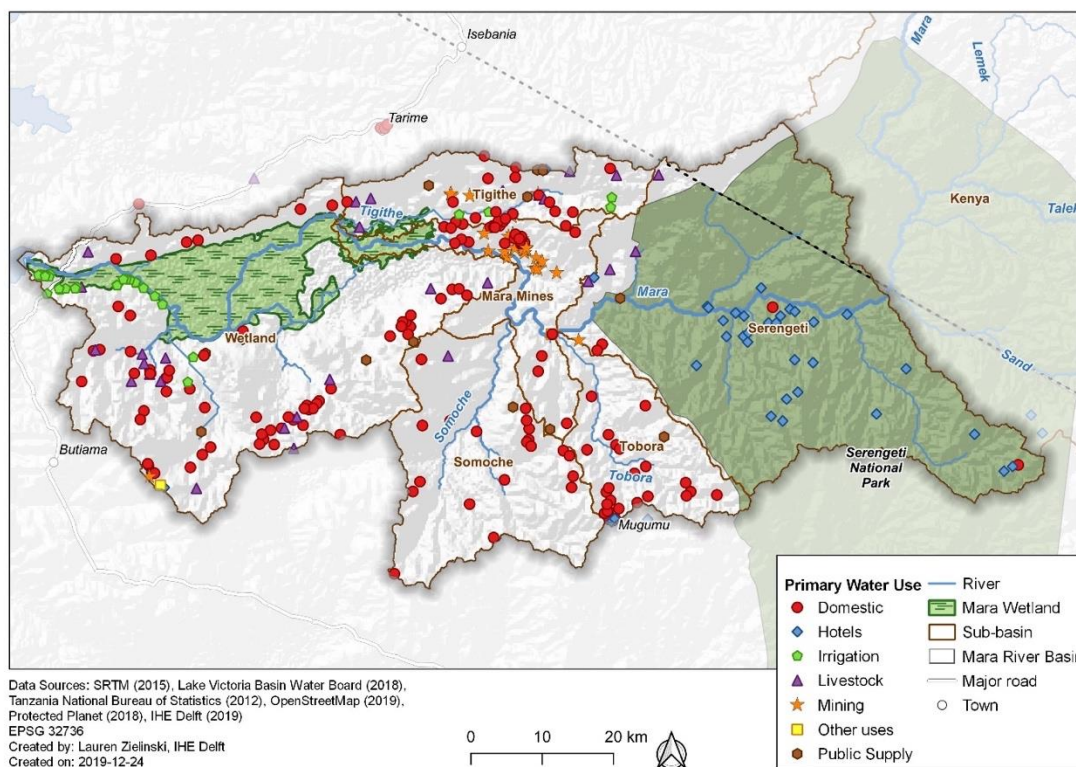 Isebania
Mara
Lemek
Tarime
Tigithe
Kenya
Tigithe
Talek
Mara Mines
Mara
Serengeti
Wetland
Sand
Somoche
Butiama
Somoche
Tobora
Serengeti
National
Park
Tobora
Mugumu
Primary Water Use
Domestic
Hotels
Irrigation
Livestock
Mining
Other uses
Public Supply
River
Mara Wetland
Sub-basin
Mara River Basin
Major road
Town
Data Sources: SRTM (2015), Lake Victoria Basin Water Board (2018),
Tanzania National Bureau of Statistics (2012), OpenStreetMap (2019),
Protected Planet (2018), IHE Delft (2019)
EPSG 32736
Created by: Lauren Zielinski, IHE Delft
Created on: 2019-12-24
0 10 20 km